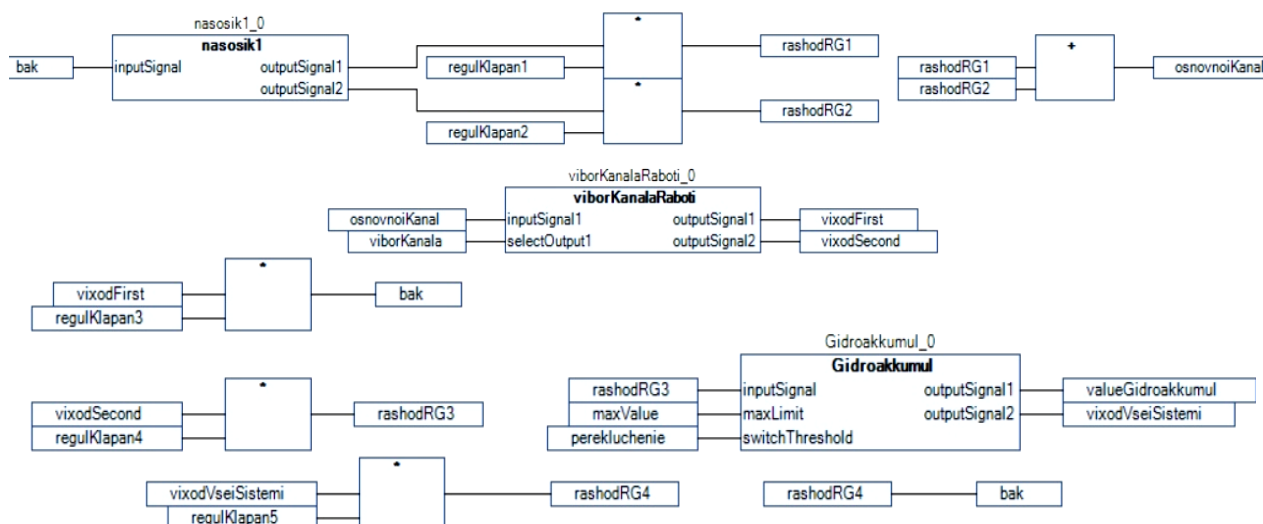 nasosik1_0
nasosik1
bak
inputSignal
outputSignal1
outputSignal2
regulKlapan1
regulKlapan2
*
*
rashodRG1
rashodRG2
rashodRG1
rashodRG2
+
osnovnoiKanal
viborKanalaRaboti_0
viborKanalaRaboti
osnovnoiKanal
viborKanala
inputSignal1
selectOutput1
outputSignal1
outputSignal2
vixodFirst
vixodSecond
vixodFirst
regulKlapan3
*
bak
Gidroakkumul_0
Gidroakkumul
rashodRG3
maxValue
perekluchenie
inputSignal
maxLimit
switchThreshold
outputSignal1
outputSignal2
valueGidroakkumul
vixodVseiSistemi
vixodSecond
regulKlapan4
*
rashodRG3
vixodVseiSistemi
regulKlapan5
*
rashodRG4
rashodRG4
bak